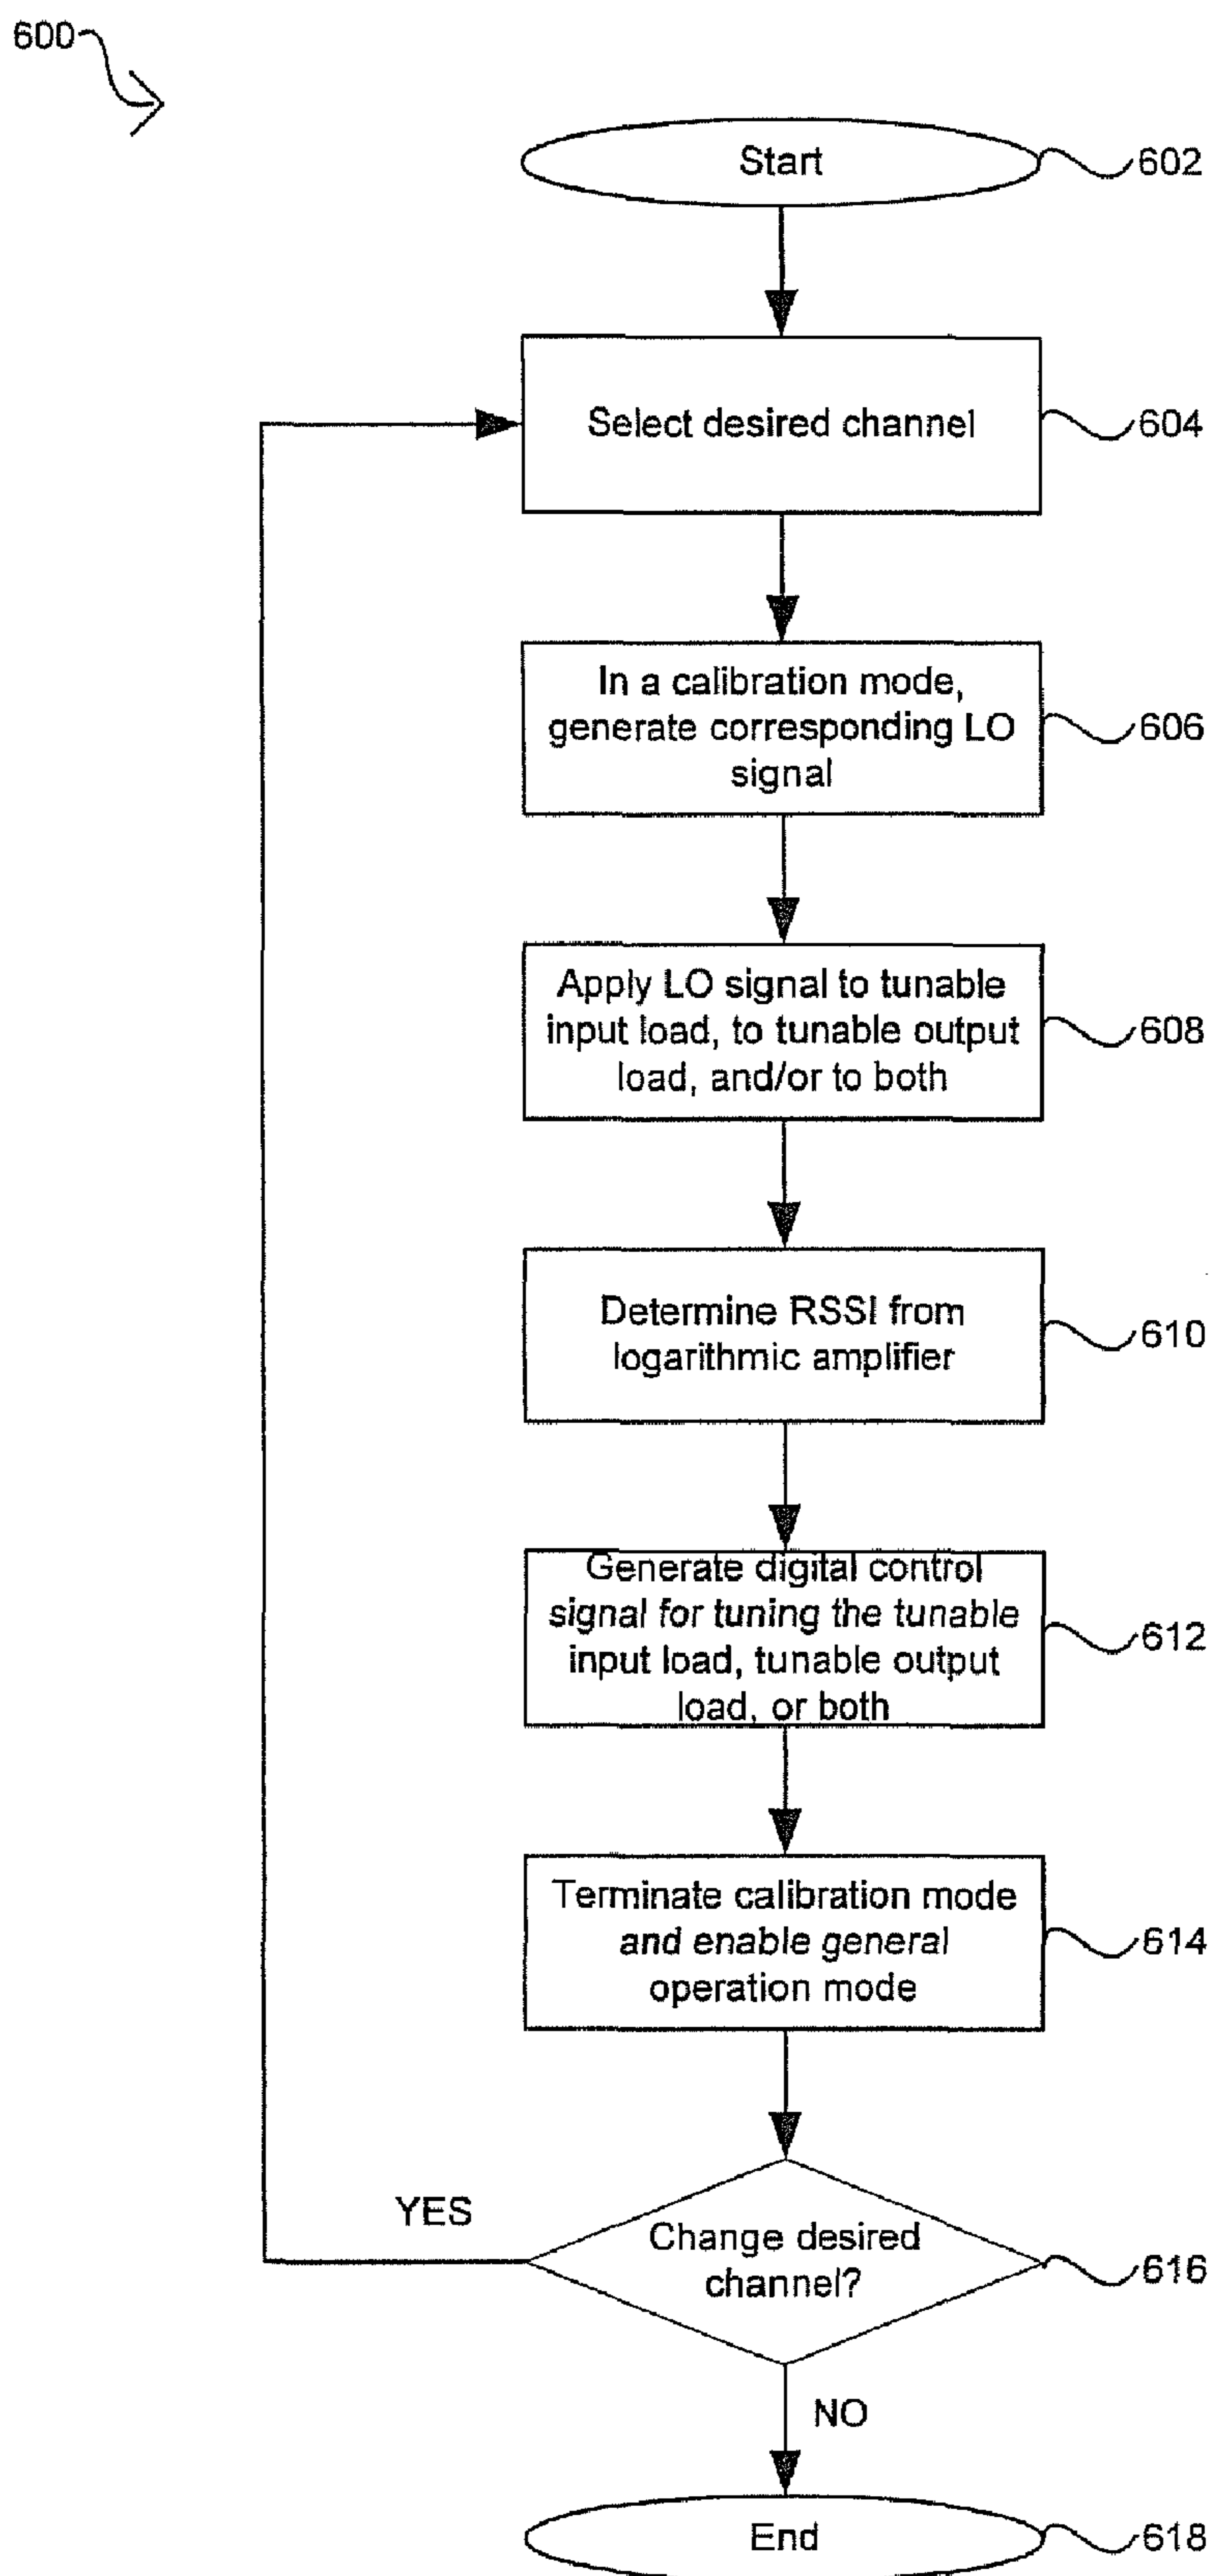 600
Start
602
Select desired channel
604
In a calibration mode,
generate corresponding LO
signal
606
Apply LO signal to tunable
input load, to tunable output
load, and/or to both
608
Determine RSSI from
logarithmic amplifier
610
Generate digital control
signal for tuning the tunable
input load, tunable output
load, or both
612
Terminate calibration mode
and enable general
operation mode
614
YES
Change desired
channel?
616
NO
End
618